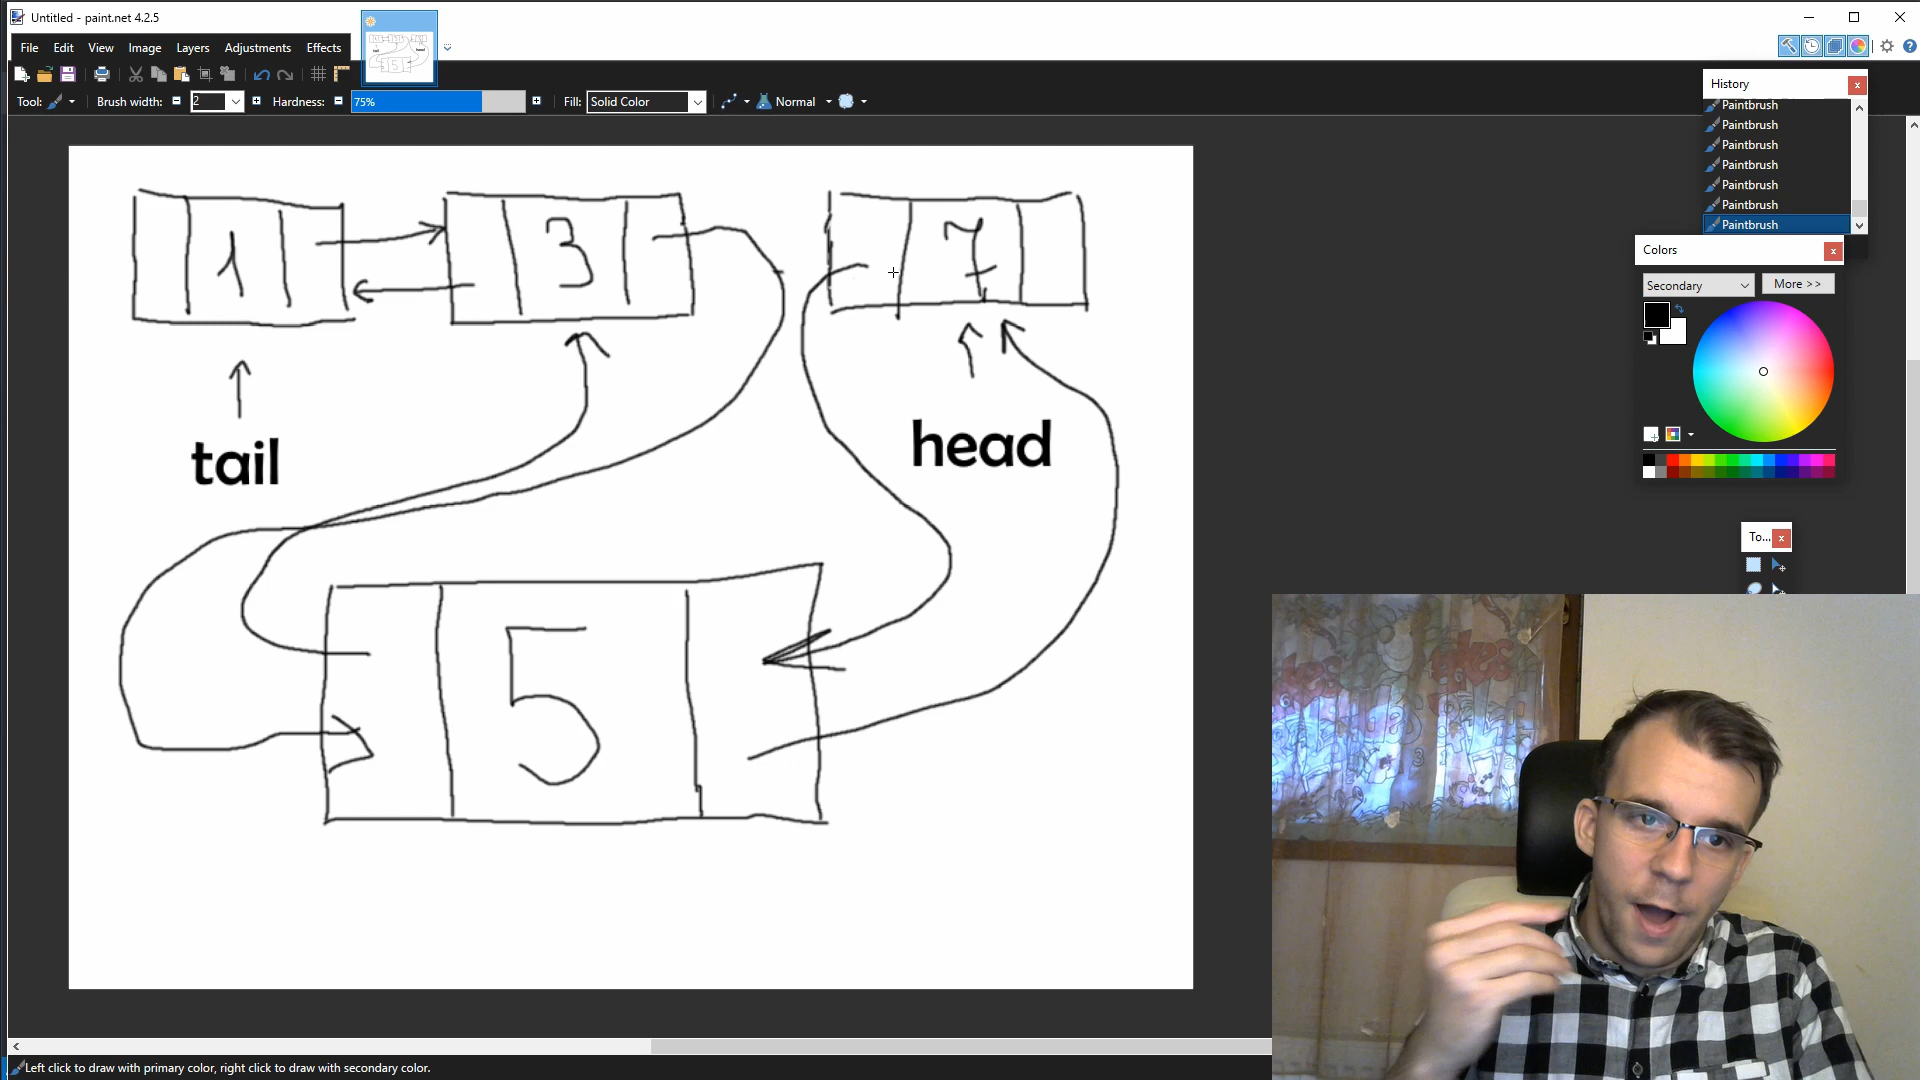 Untitled - paint.net 4.2.5
File Edit View Image Layers Adjustments Effects
Tool: Brush width: 2 Hardness: 75% Fill: Solid Color Normal
History
Paintbrush
Paintbrush
Paintbrush
Paintbrush
Paintbrush
Paintbrush
Paintbrush
Colors
Secondary More >>
To...
1 3 7
tail head
5
Left click to draw with primary color, right click to draw with secondary color.